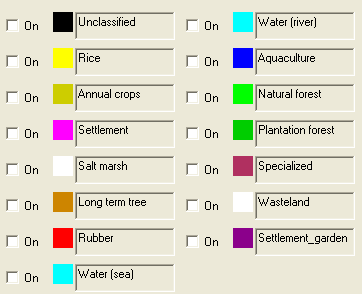 On Unclassified
On Rice
On Annual crops
On Settlement
On Salt marsh
On Long term tree
On Rubber
On Water (sea)
On Water (river)
On Aquaculture
On Natural forest
On Plantation forest
On Specialized
On Wasteland
On Settlement_garden